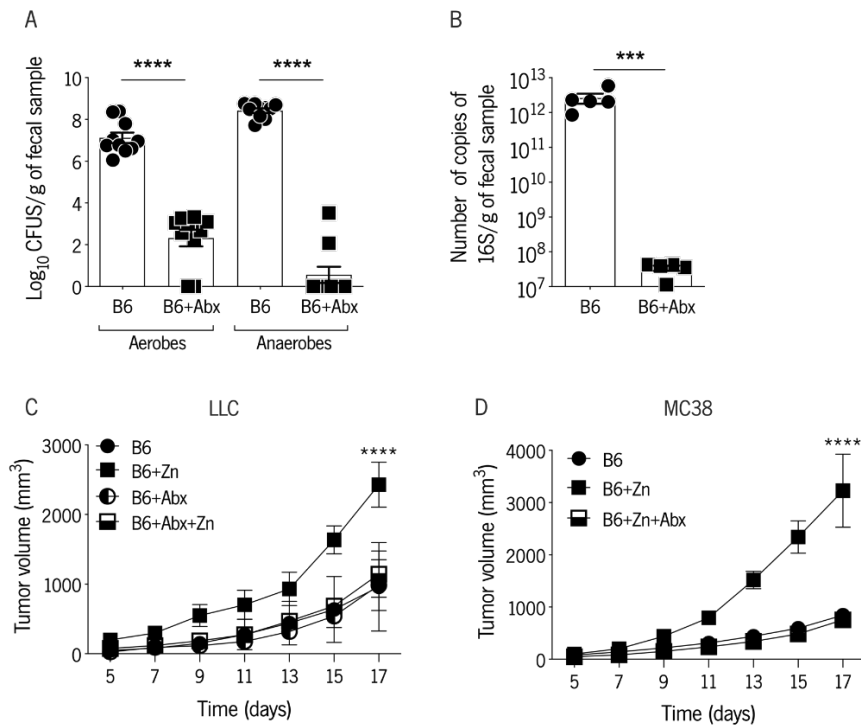 A
****
****
Log10 CFUS/g of fecal sample
10
8
6
4
2
0
B6
B6+Abx
B6
B6+Abx
Aerobes
Anaerobes
B
***
Number of copies of
16S/g of fecal sample
10¹³
10¹²
10¹¹
10¹⁰
10⁹
10⁸
10⁷
B6
B6+Abx
C
LLC
B6
B6+Zn
B6+Abx
B6+Abx+Zn
****
Tumor volume (mm³)
3000
2000
1000
0
5
7
9
11
13
15
17
Time (days)
D
MC38
B6
B6+Zn
B6+Zn+Abx
****
Tumor volume (mm³)
4000
3000
2000
1000
0
5
7
9
11
13
15
17
Time (days)